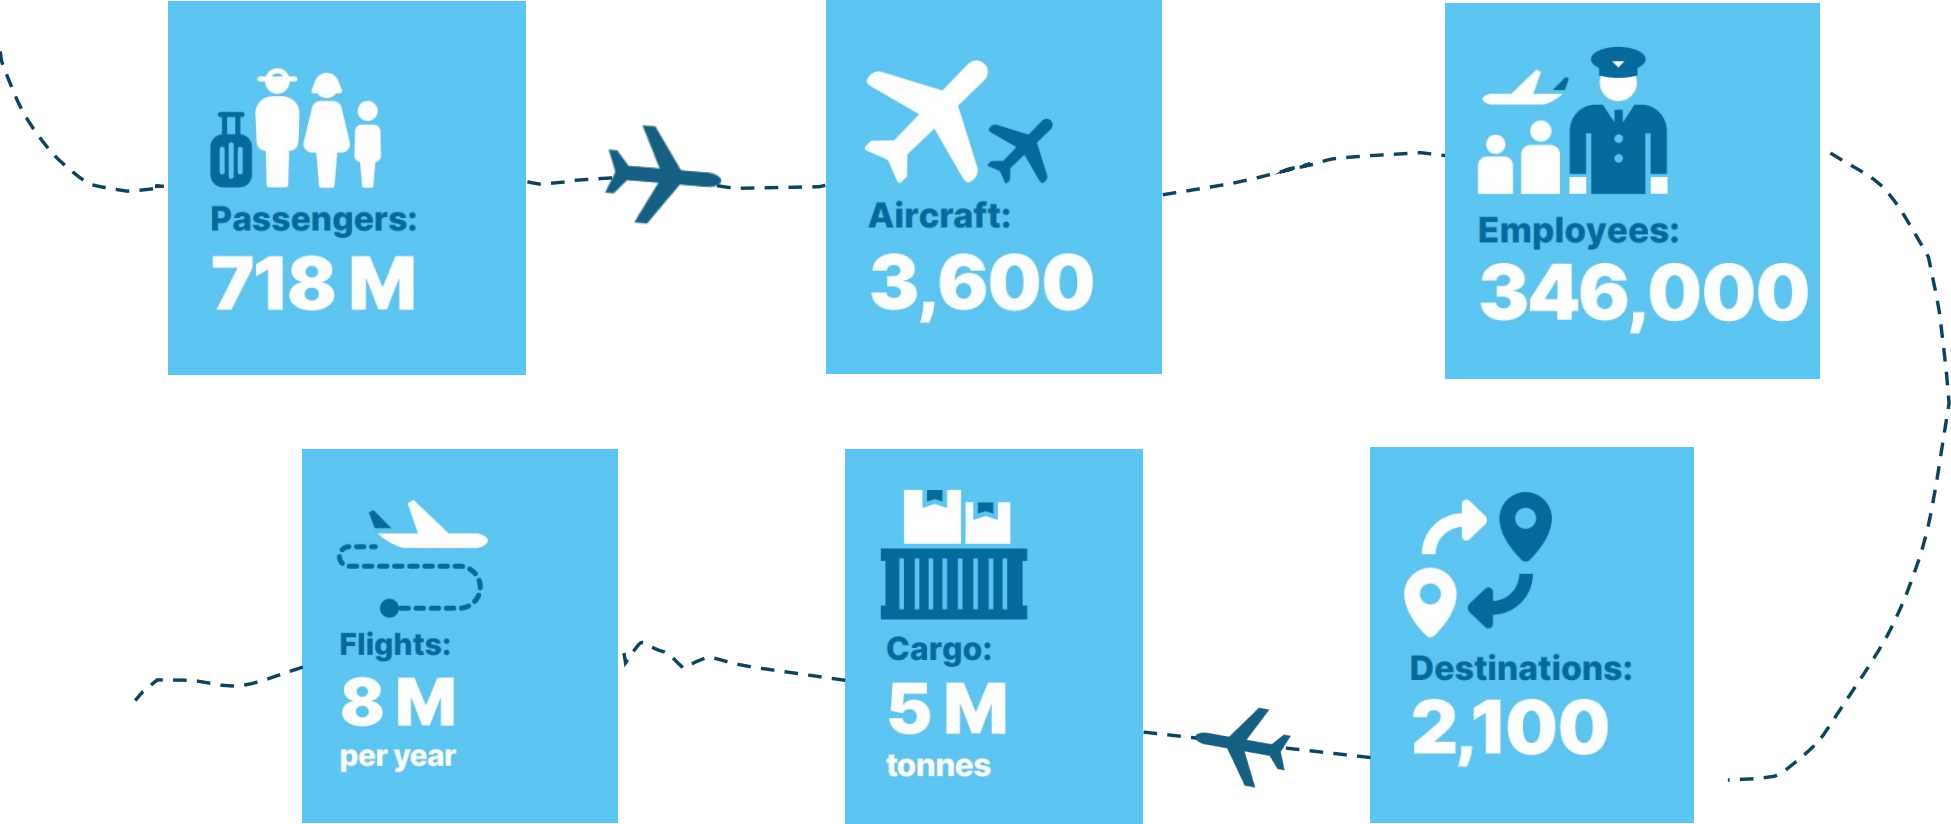 Passengers:
718 M
Aircraft:
3,600
Employees:
346,000
Flights:
8 M
per year
Cargo:
5 M
tonnes
Destinations:
2,100